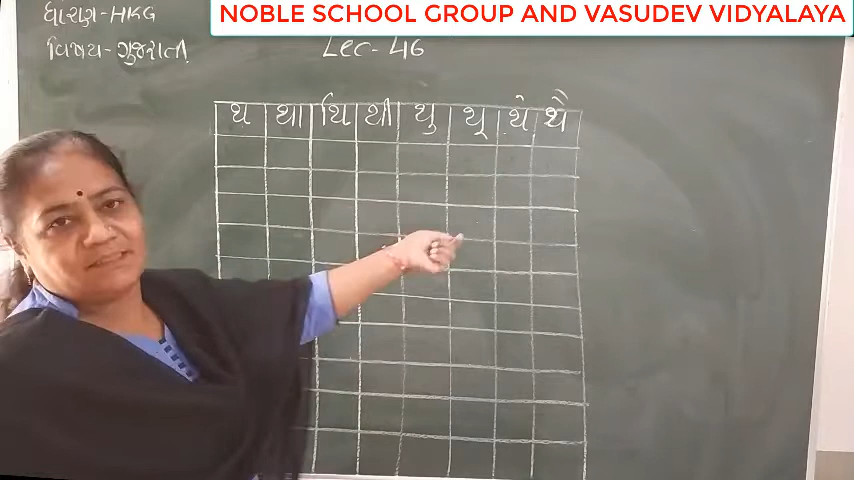 NOBLE SCHOOL GROUP AND VASUDEV VIDYALAYA
ધોરણ-HKG
વિષય-ગુજરાતી
Lec-46
થ થા થિ થી થુ થૂ થે થૈ